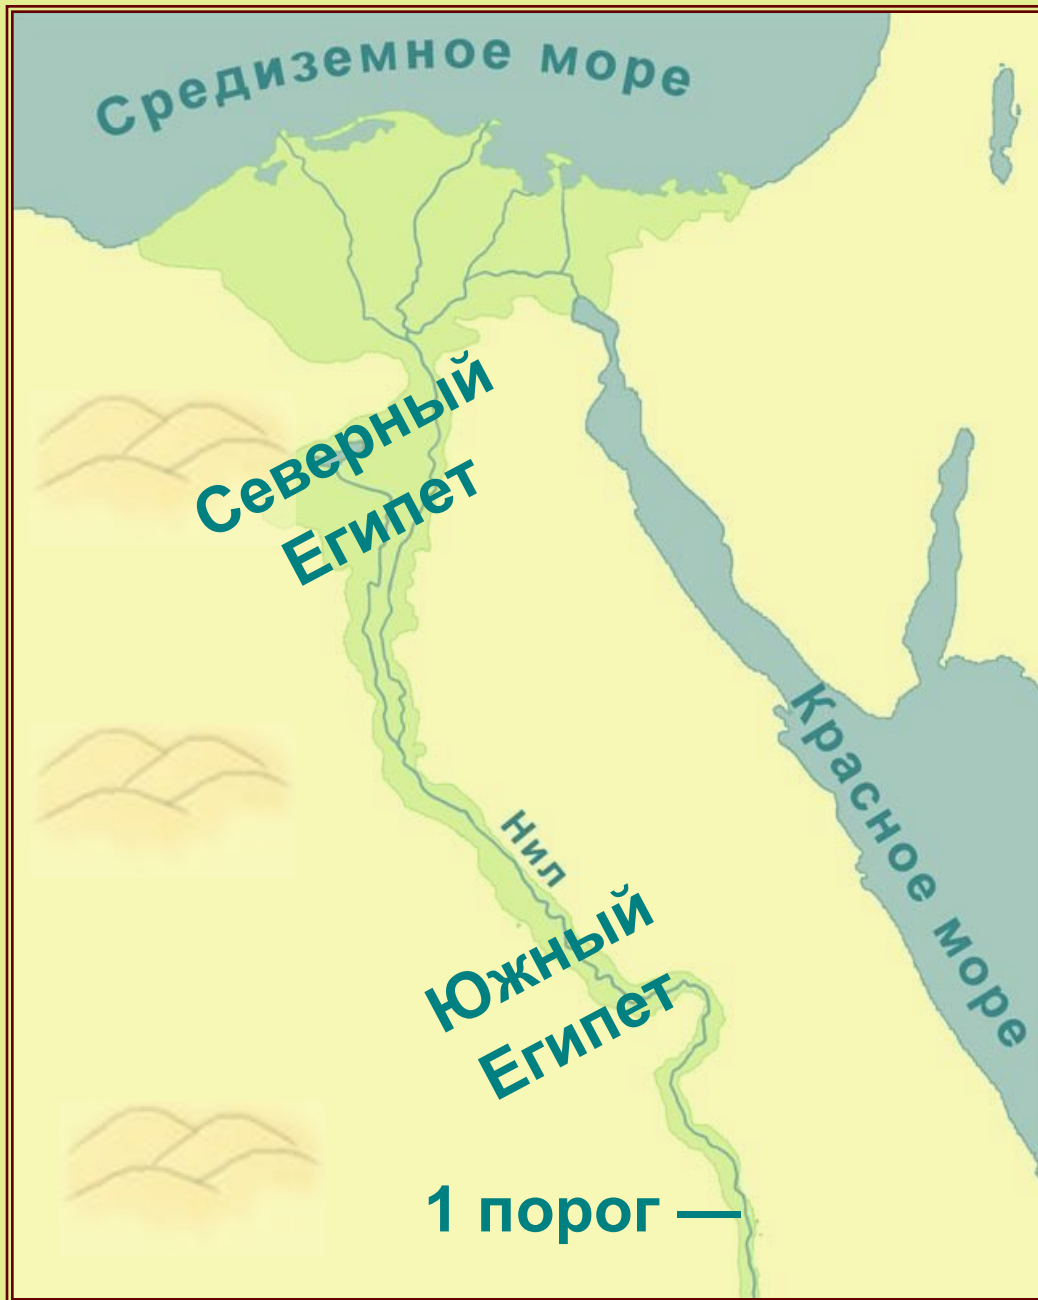 Средиземное море
Северный
Египет
Нил
Красное море
Южный
Египет
1 порог